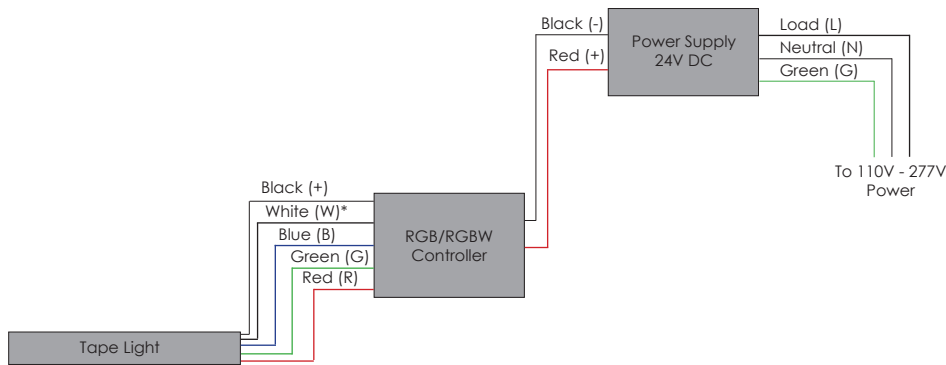 Black (-)
Red (+)
Power Supply
24V DC
Load (L)
Neutral (N)
Green (G)
To 110V - 277V
Power
Black (+)
White (W)*
Blue (B)
Green (G)
Red (R)
RGB/RGBW
Controller
Tape Light